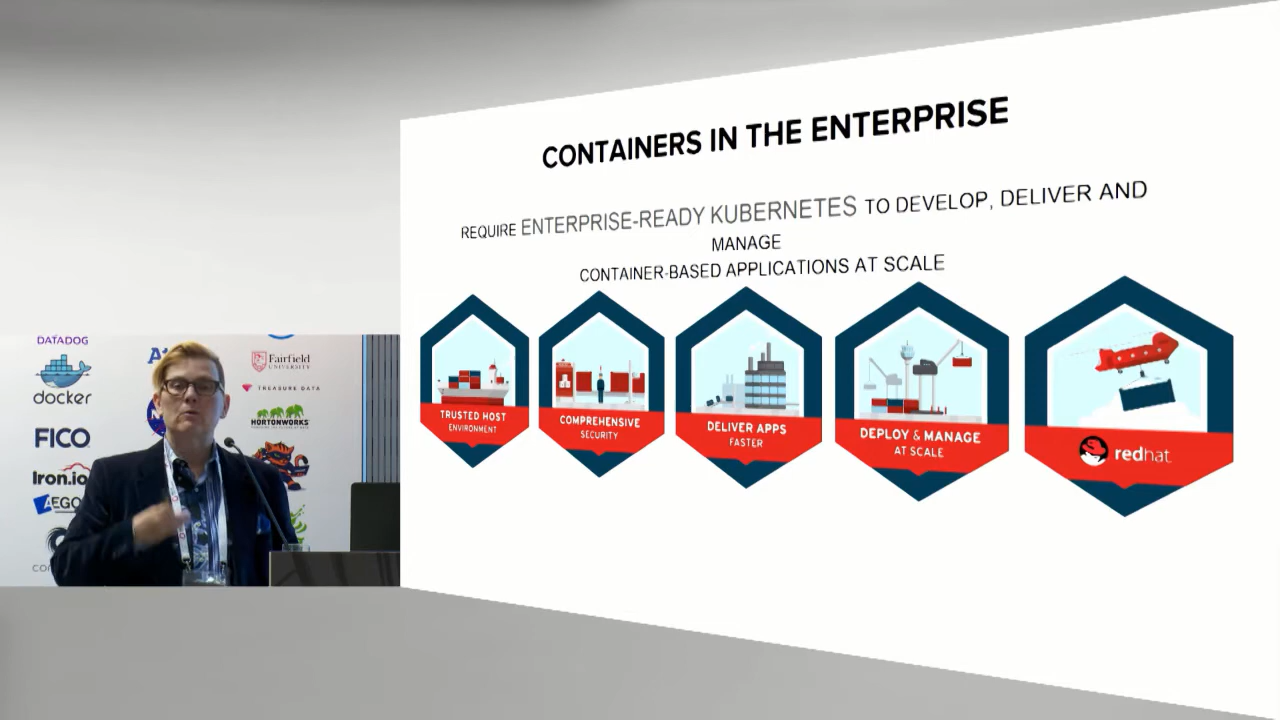 CONTAINERS IN THE ENTERPRISE
REQUIRE ENTERPRISE-READY KUBERNETES TO DEVELOP, DELIVER AND
MANAGE
CONTAINER-BASED APPLICATIONS AT SCALE
TRUSTED HOST
ENVIRONMENT
COMPREHENSIVE
SECURITY
DELIVER APPS
FASTER
DEPLOY & MANAGE
AT SCALE
redhat
DATADOG
docker
FICO
Iron.io
Fairfield
UNIVERSITY
TREASURE DATA
HORTONWORKS